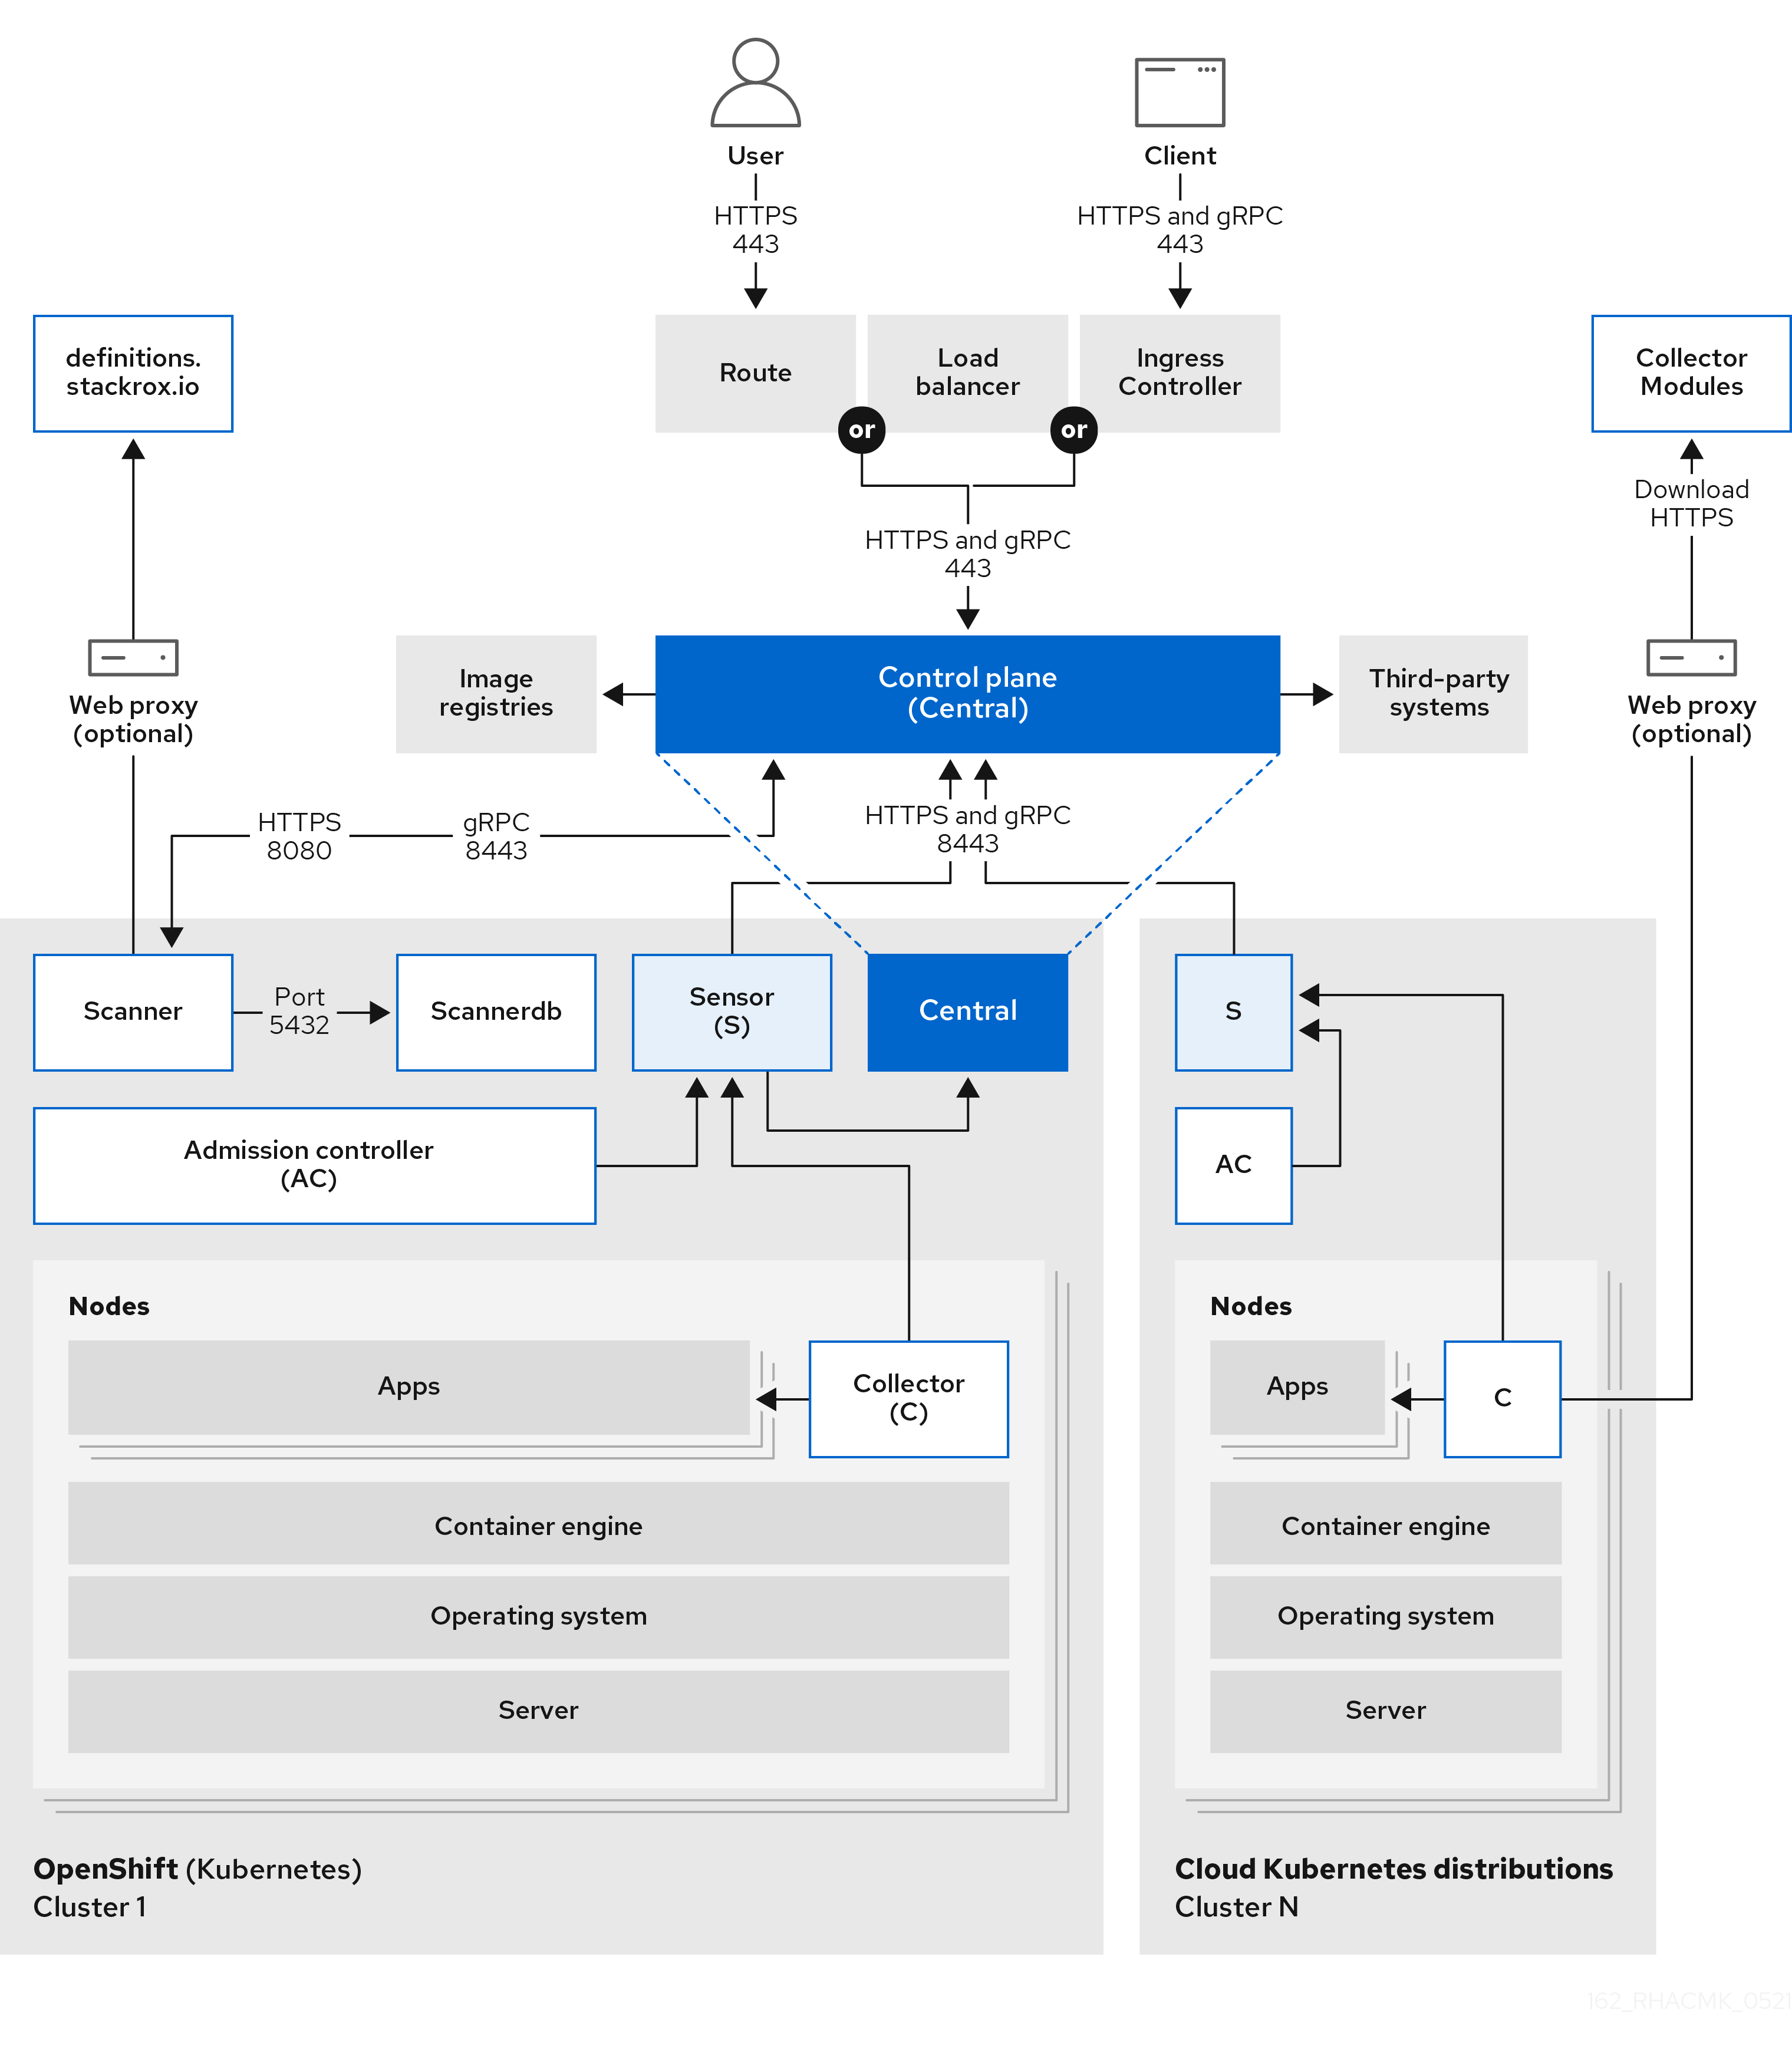 User
Client
HTTPS
443
HTTPS and gRPC
443
definitions.
stackrox.io
Route
Load
balancer
Ingress
Controller
Collector
Modules
or
or
Download
HTTPS
HTTPS and gRPC
443
Web proxy
(optional)
Image
registries
Control plane
(Central)
Third-party
systems
Web proxy
(optional)
HTTPS
8080
gRPC
8443
HTTPS and gRPC
8443
Scanner
Port
5432
Scannerdb
Sensor
(S)
Central
S
Admission controller
(AC)
AC
Nodes
Apps
Collector
(C)
Container engine
Operating system
Server
Nodes
Apps
C
Container engine
Operating system
Server
OpenShift (Kubernetes)
Cluster 1
Cloud Kubernetes distributions
Cluster N
162_RHACMK_0521